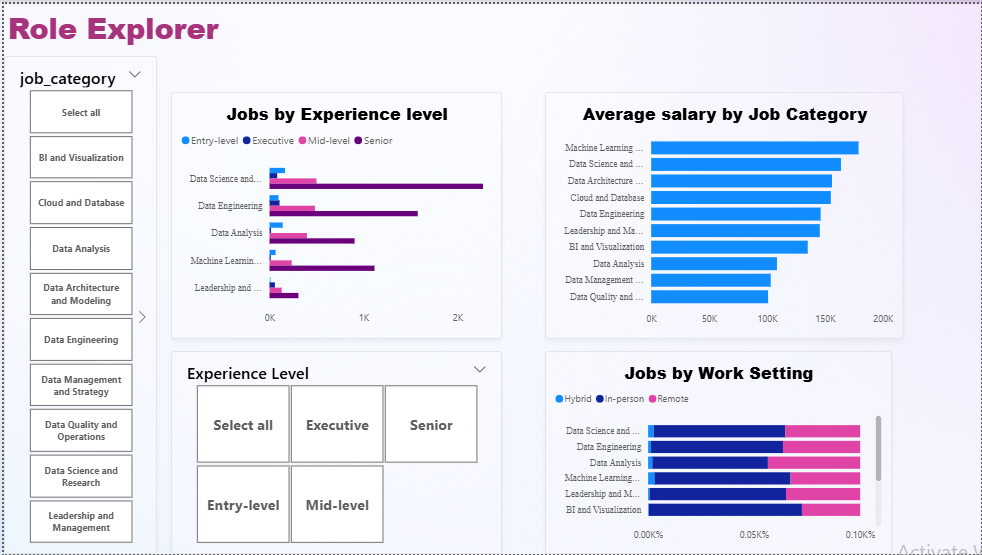 Role Explorer
job_category
Select all
BI and Visualization
Cloud and Database
Data Analysis
Data Architecture
and Modeling
Data Engineering
Data Management
and Strategy
Data Quality and
Operations
Data Science and
Research
Leadership and
Management
Jobs by Experience level
Entry-level Executive Mid-level Senior
Data Science and...
Data Engineering
Data Analysis
Machine Learnin...
Leadership and ...
0K 1K 2K
Average salary by Job Category
Machine Learning ...
Data Science and ...
Data Architecture ...
Cloud and Database
Data Engineering
Leadership and Ma...
BI and Visualization
Data Analysis
Data Management ...
Data Quality and ...
0K 50K 100K 150K 200K
Experience Level
Select all Executive Senior
Entry-level Mid-level
Jobs by Work Setting
Hybrid In-person Remote
Data Science and ...
Data Engineering
Data Analysis
Machine Learning...
Leadership and M...
BI and Visualization
0.00K% 0.05K% 0.10K%
Activate